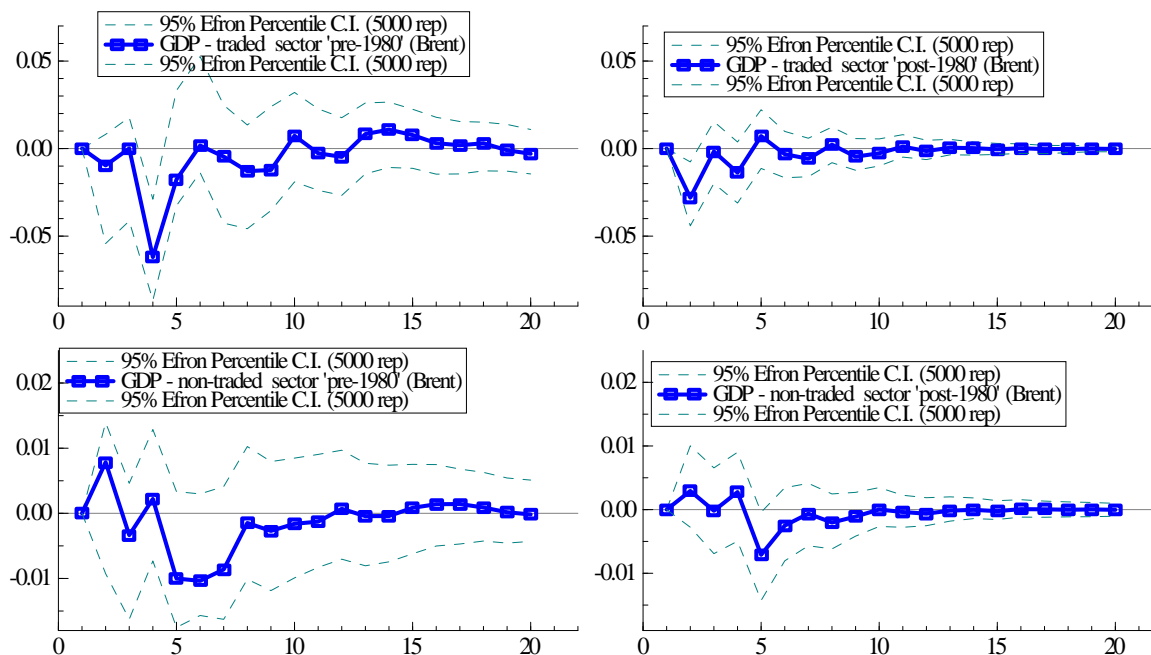 95% Efron Percentile C.I. (5000 rep)
GDP - traded sector 'pre-1980' (Brent)
95% Efron Percentile C.I. (5000 rep)
0.05
0.00
-0.05
0 5 10 15 20
95% Efron Percentile C.I. (5000 rep)
GDP - traded sector 'post-1980' (Brent)
95% Efron Percentile C.I. (5000 rep)
0.05
0.00
-0.05
0 5 10 15 20
95% Efron Percentile C.I. (5000 rep)
GDP - non-traded sector 'pre-1980' (Brent)
95% Efron Percentile C.I. (5000 rep)
0.02
0.01
0.00
-0.01
0 5 10 15 20
95% Efron Percentile C.I. (5000 rep)
GDP - non-traded sector 'post-1980' (Brent)
95% Efron Percentile C.I. (5000 rep)
0.02
0.01
0.00
-0.01
0 5 10 15 20